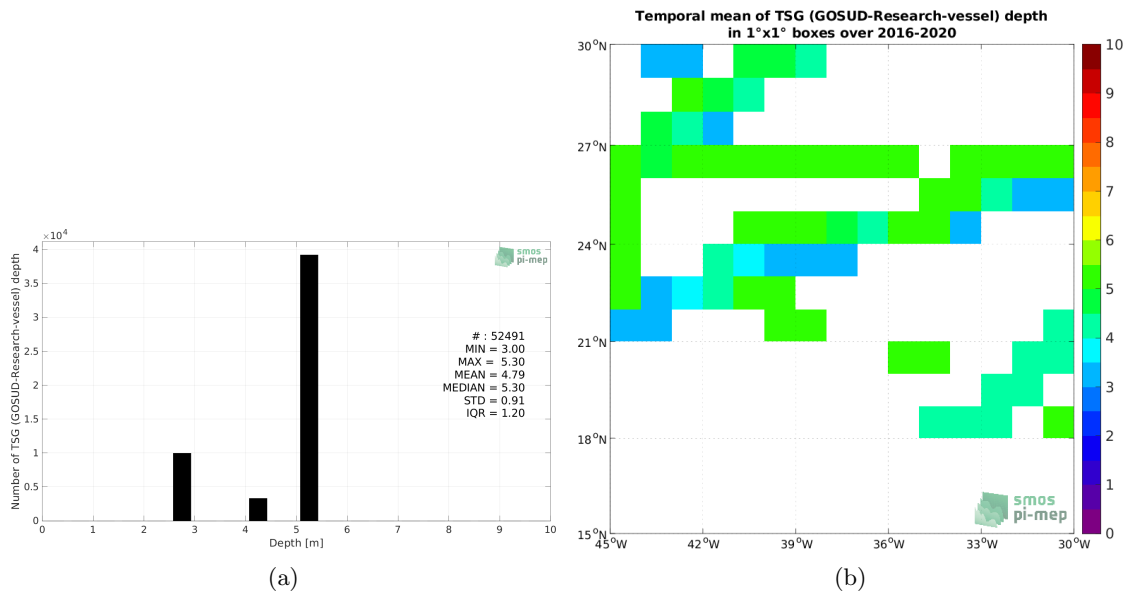 ×10⁴
4
3.5
3
2.5
2
1.5
1
0.5
0
0 1 2 3 4 5 6 7 8 9 10
Number of TSG (GOSUD-Research-vessel) depth
Depth [m]
smos
pi-mep
# : 52491
MIN = 3.00
MAX = 5.30
MEAN = 4.79
MEDIAN = 5.30
STD = 0.91
IQR = 1.20
(a)
Temporal mean of TSG (GOSUD-Research-vessel) depth
in 1°x1° boxes over 2016-2020
30°N
27°N
24°N
21°N
18°N
15°N
45°W 42°W 39°W 36°W 33°W 30°W
smos
pi-mep
10
9
8
7
6
5
4
3
2
1
0
(b)